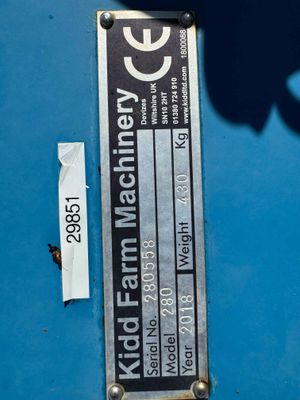 Kidd Farm Machinery
Devizes
Wiltshire UK
SN10 2HT
01380 724 910
www.kiddltd.com
1800088
CE
Serial No. 280558
Model 280
Year 2018 Weight 430 Kg
29851